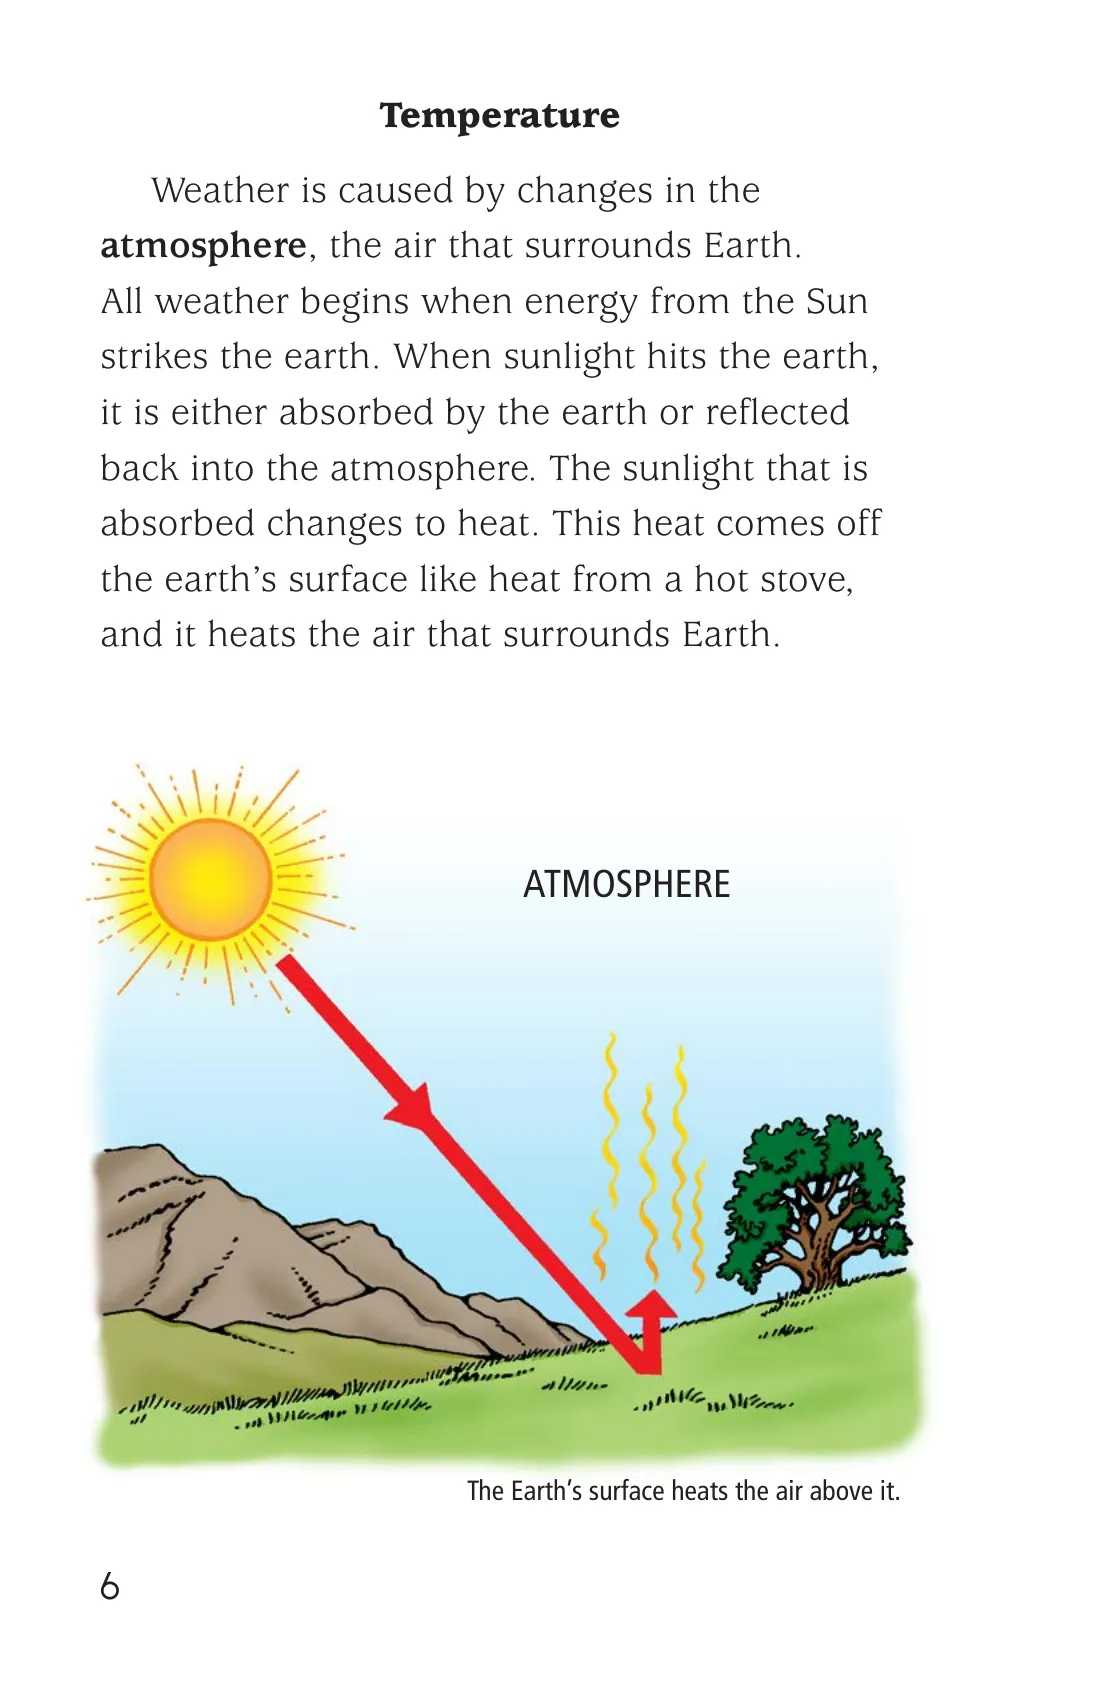 Temperature
Weather is caused by changes in the
atmosphere, the air that surrounds Earth.
All weather begins when energy from the Sun
strikes the earth. When sunlight hits the earth,
it is either absorbed by the earth or reflected
back into the atmosphere. The sunlight that is
absorbed changes to heat. This heat comes off
the earth’s surface like heat from a hot stove,
and it heats the air that surrounds Earth.
ATMOSPHERE
The Earth’s surface heats the air above it.
6